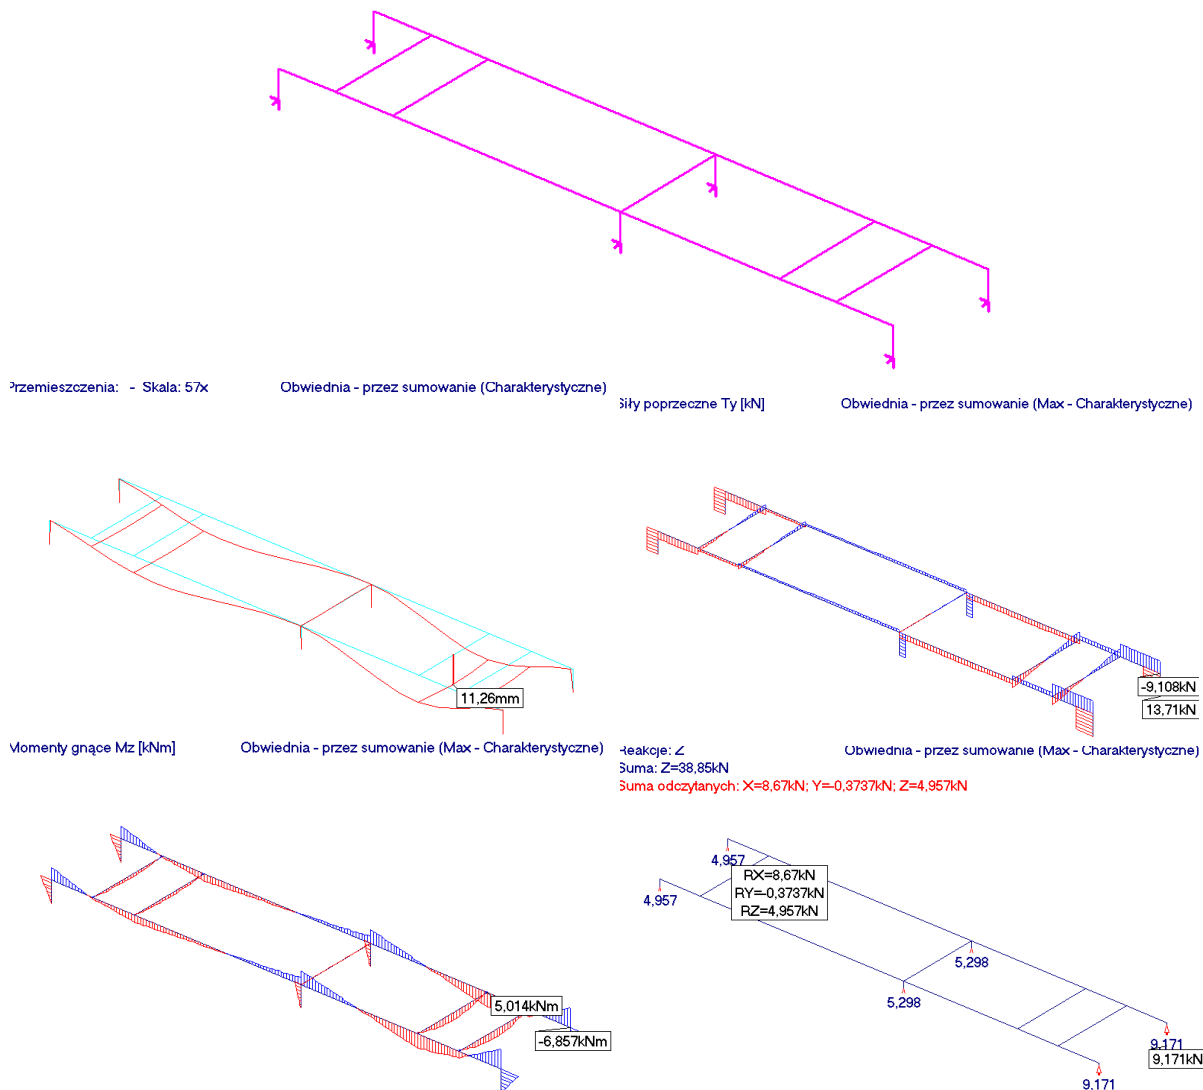 Przemieszczenia: - Skala: 57x
Obwiednia - przez sumowanie (Charakterystyczne)
Siły poprzeczne Ty [kN]
Obwiednia - przez sumowanie (Max - Charakterystyczne)
11,26mm
-9,108kN
13,71kN
Momenty gnące Mz [kNm]
Obwiednia - przez sumowanie (Max - Charakterystyczne)
Reakcje: Z
Obwiednia - przez sumowanie (Max - Charakterystyczne)
Suma: Z=38,85kN
Suma odczytanych: X=8,67kN; Y=-0,3737kN; Z=4,957kN
5,014kNm
-6,857kNm
4,957
RX=8,67kN
RY=-0,3737kN
RZ=4,957kN
4,957
5,298
5,298
9,171
9,171kN
9,171